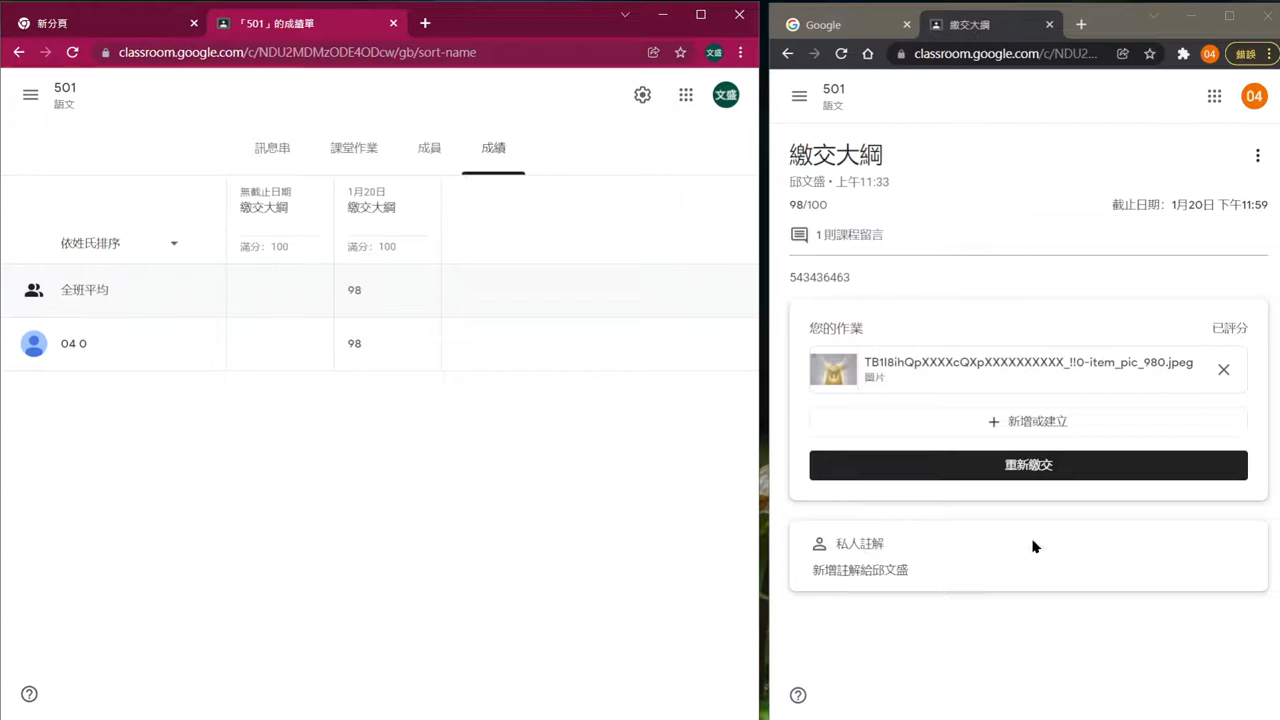 新分頁
「501」的成績單
classroom.google.com/c/NDU2MDMzODE4ODcw/gb/sort-name
文盛
501
語文
文盛
訊息串
課堂作業
成員
成績
無截止日期
繳交大綱
滿分：100
1月20日
繳交大綱
滿分：100
依姓氏排序
全班平均
98
04 0
98
Google
繳交大綱
classroom.google.com/c/NDU2...
04
錯誤
501
語文
04
繳交大綱
邱文盛 • 上午11:33
98/100
截止日期：1月20日 下午11:59
1 則課程留言
543436463
您的作業
已評分
TB1I8ihQpXXXXcQXpXXXXXXXXXX_!!0-item_pic_980.jpeg
圖片
新增或建立
重新繳交
私人註解
新增註解給邱文盛